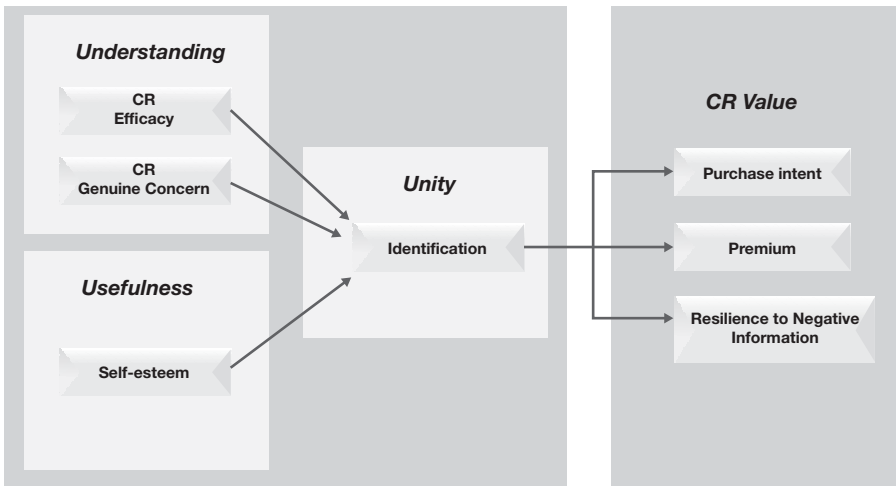 Understanding
CR
Efficacy
CR
Genuine Concern
Usefulness
Self-esteem
Unity
Identification
CR Value
Purchase intent
Premium
Resilience to Negative
Information